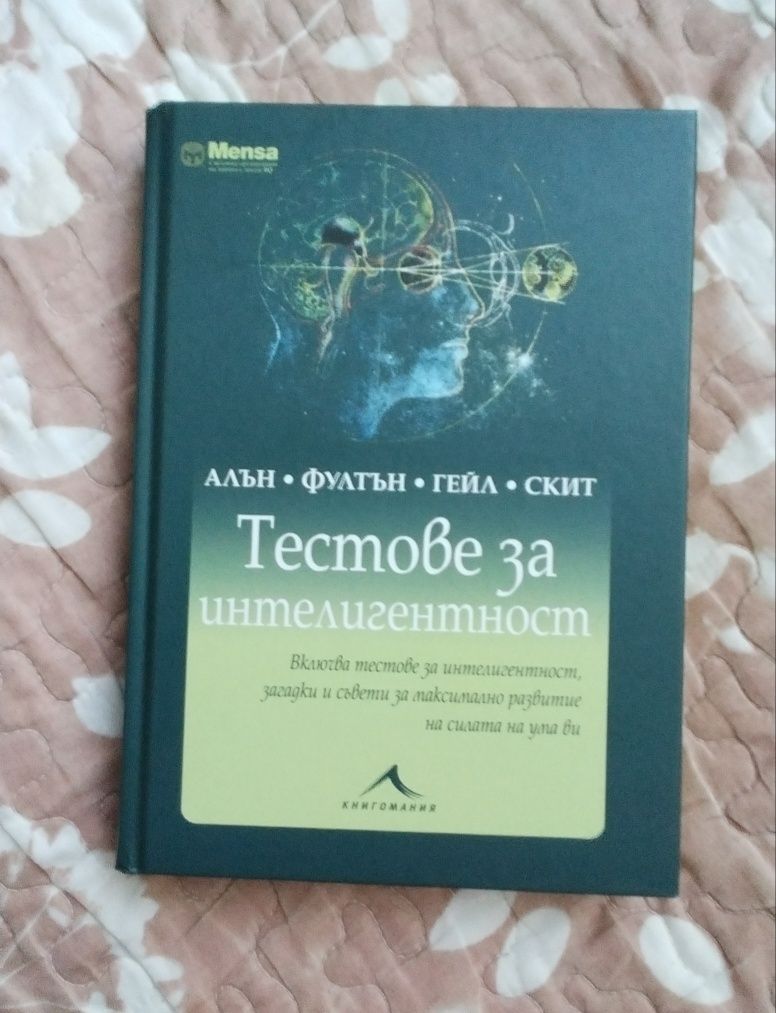 Mensa
АЛЪН • ФУЛТЪН • ГЕЙЛ • СКИТ
Тестове за
интелигентност
Включва тестове за интелигентност,
загадки и съвети за максимално развитие
на силата на ума ви
КНИГОМАНИЯ